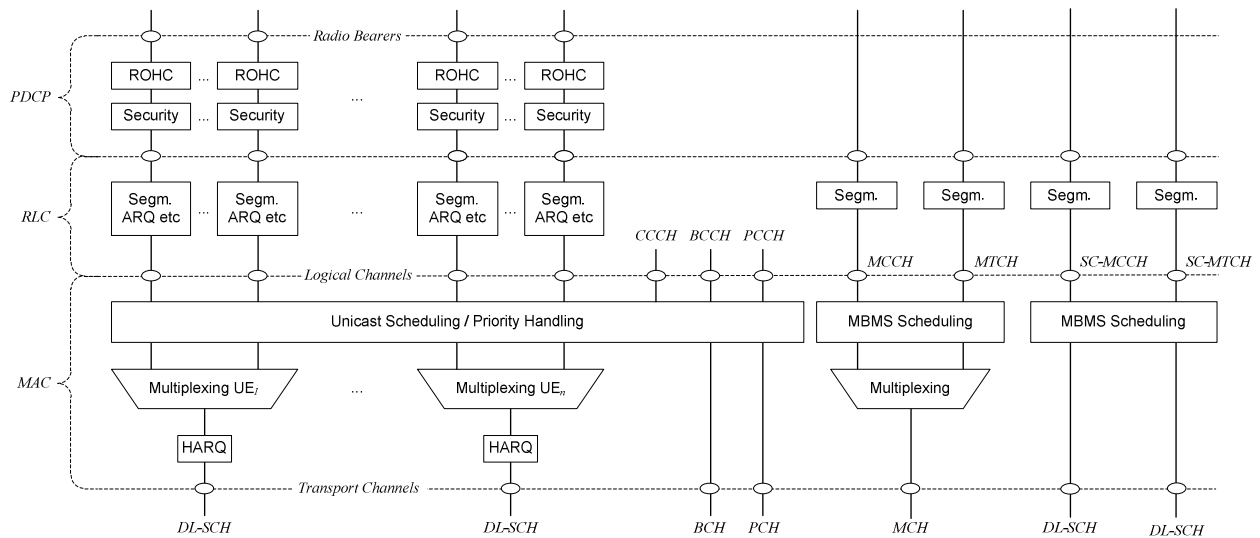 Radio Bearers
ROHC ... ROHC ROHC ... ROHC
PDCP
...
Security ... Security Security ... Security
Segm. ARQ etc ... Segm. ARQ etc ... Segm. ARQ etc ... Segm. ARQ etc
Segm. Segm. Segm. Segm.
RLC
CCCH BCCH PCCH
MCCH MTCH SC-MCCH SC-MTCH
Logical Channels
Unicast Scheduling / Priority Handling
MBMS Scheduling
MBMS Scheduling
MAC
Multiplexing UE1 ... Multiplexing UEn
Multiplexing
HARQ HARQ
Transport Channels
DL-SCH DL-SCH BCH PCH MCH DL-SCH DL-SCH